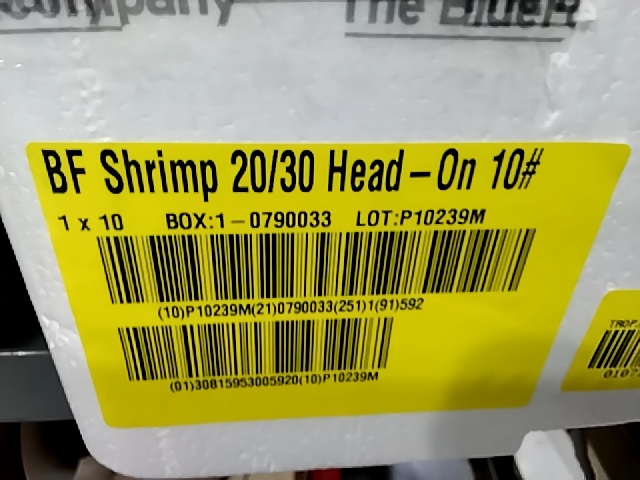 Company The
BF Shrimp 20/30 Head-On 10#
1 x 10 BOX:1-0790033 LOT:P10239M
(10)P10239M(21)0790033(251)1(91)592
(01)30815953005920(10)P10239M